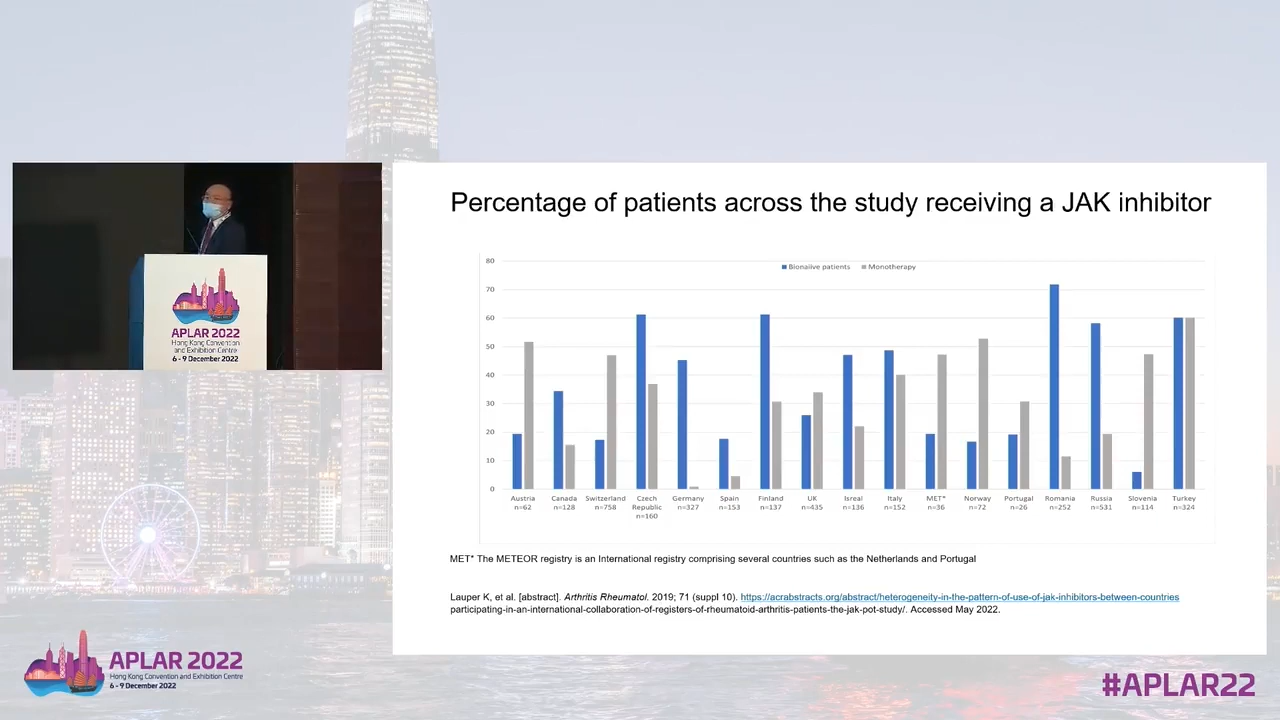 Percentage of patients across the study receiving a JAK inhibitor
Bionaiive patients
Monotherapy
80
70
60
50
40
30
20
10
0
Austria
n=62
Canada
n=128
Switzerland
n=758
Czech
Republic
n=160
Germany
n=327
Spain
n=153
Finland
n=137
UK
n=435
Isreal
n=136
Italy
n=152
MET*
n=36
Norway
n=72
Portugal
n=26
Romania
n=252
Russia
n=531
Slovenia
n=114
Turkey
n=324
MET* The METEOR registry is an International registry comprising several countries such as the Netherlands and Portugal
Lauper K, et al. [abstract]. Arthritis Rheumatol. 2019; 71 (suppl 10). https://acrabstracts.org/abstract/heterogeneity-in-the-pattern-of-use-of-jak-inhibitors-between-countries
participating-in-an-international-collaboration-of-registers-of-rheumatoid-arthritis-patients-the-jak-pot-study/. Accessed May 2022.
APLAR 2022
Hong Kong Convention
and Exhibition Centre
6 - 9 December 2022
APLAR 2022
Hong Kong Convention and Exhibition Centre
6 - 9 December 2022
#APLAR22